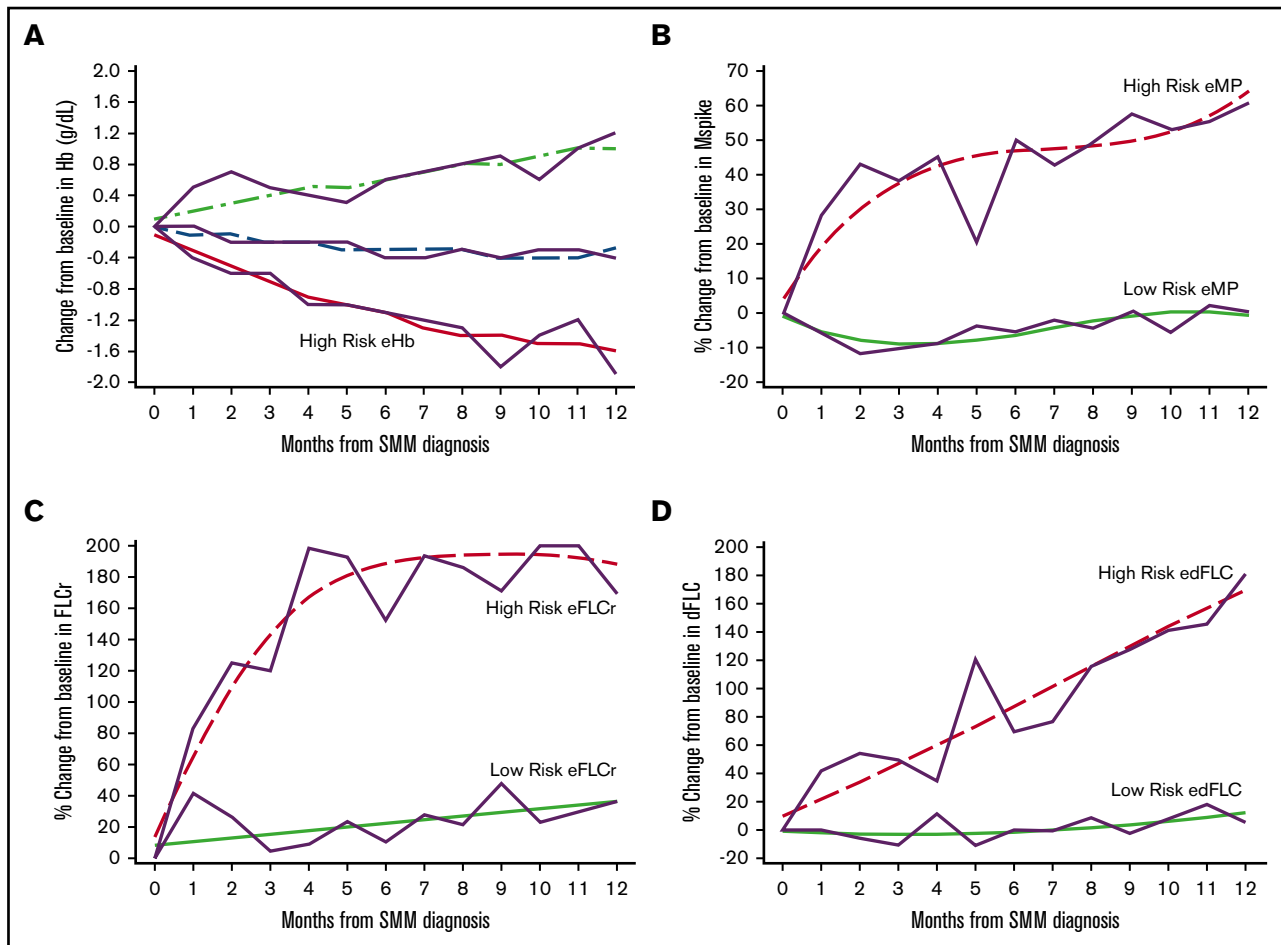 A
Change from baseline in Hb (g/dL)
2.0
1.6
1.2
0.8
0.4
0.0
-0.4
-0.8
-1.2
-1.6
-2.0
High Risk eHb
0 1 2 3 4 5 6 7 8 9 10 11 12
Months from SMM diagnosis
B
% Change from baseline in Mspike
70
60
50
40
30
20
10
0
-10
-20
High Risk eMP
Low Risk eMP
0 1 2 3 4 5 6 7 8 9 10 11 12
Months from SMM diagnosis
C
% Change from baseline in FLCr
200
180
160
140
120
100
80
60
40
20
0
High Risk eFLCr
Low Risk eFLCr
0 1 2 3 4 5 6 7 8 9 10 11 12
Months from SMM diagnosis
D
% Change from baseline in dFLC
200
180
160
140
120
100
80
60
40
20
0
-20
High Risk edFLC
Low Risk edFLC
0 1 2 3 4 5 6 7 8 9 10 11 12
Months from SMM diagnosis